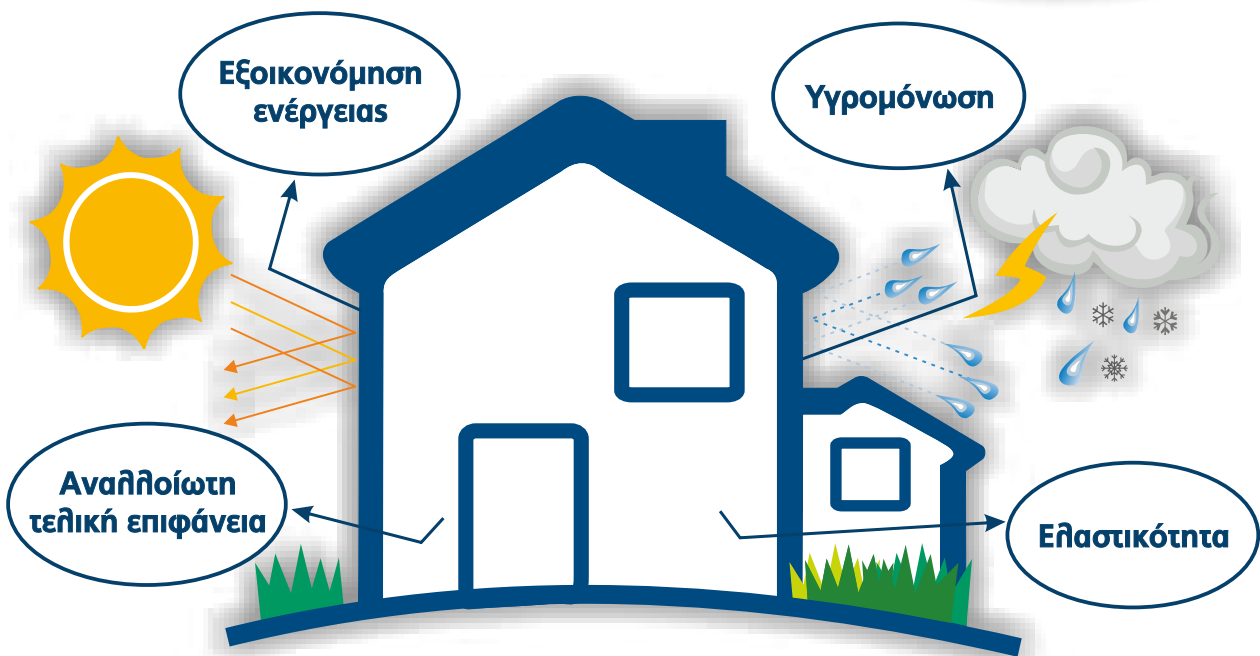 Εξοικονόμηση
ενέργειας
Υγρομόνωση
Αναλλοίωτη
τελική επιφάνεια
Ελαστικότητα